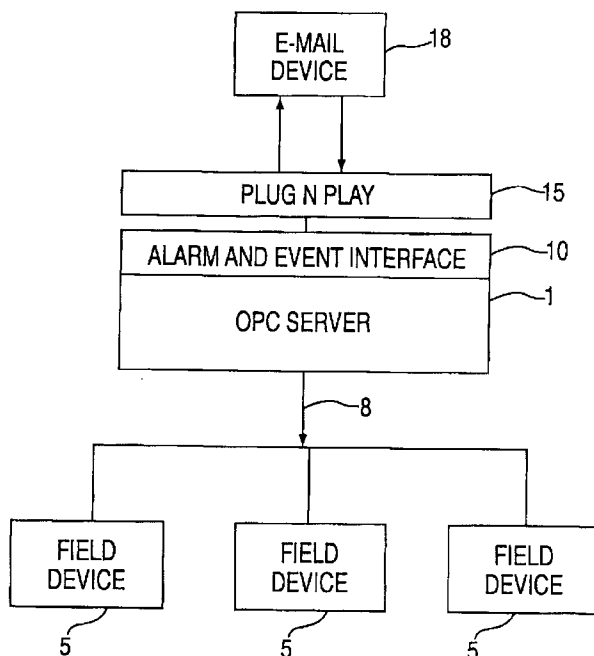 E-MAIL
DEVICE
18
PLUG N PLAY
15
ALARM AND EVENT INTERFACE
10
OPC SERVER
1
8
FIELD
DEVICE
5
FIELD
DEVICE
5
FIELD
DEVICE
5